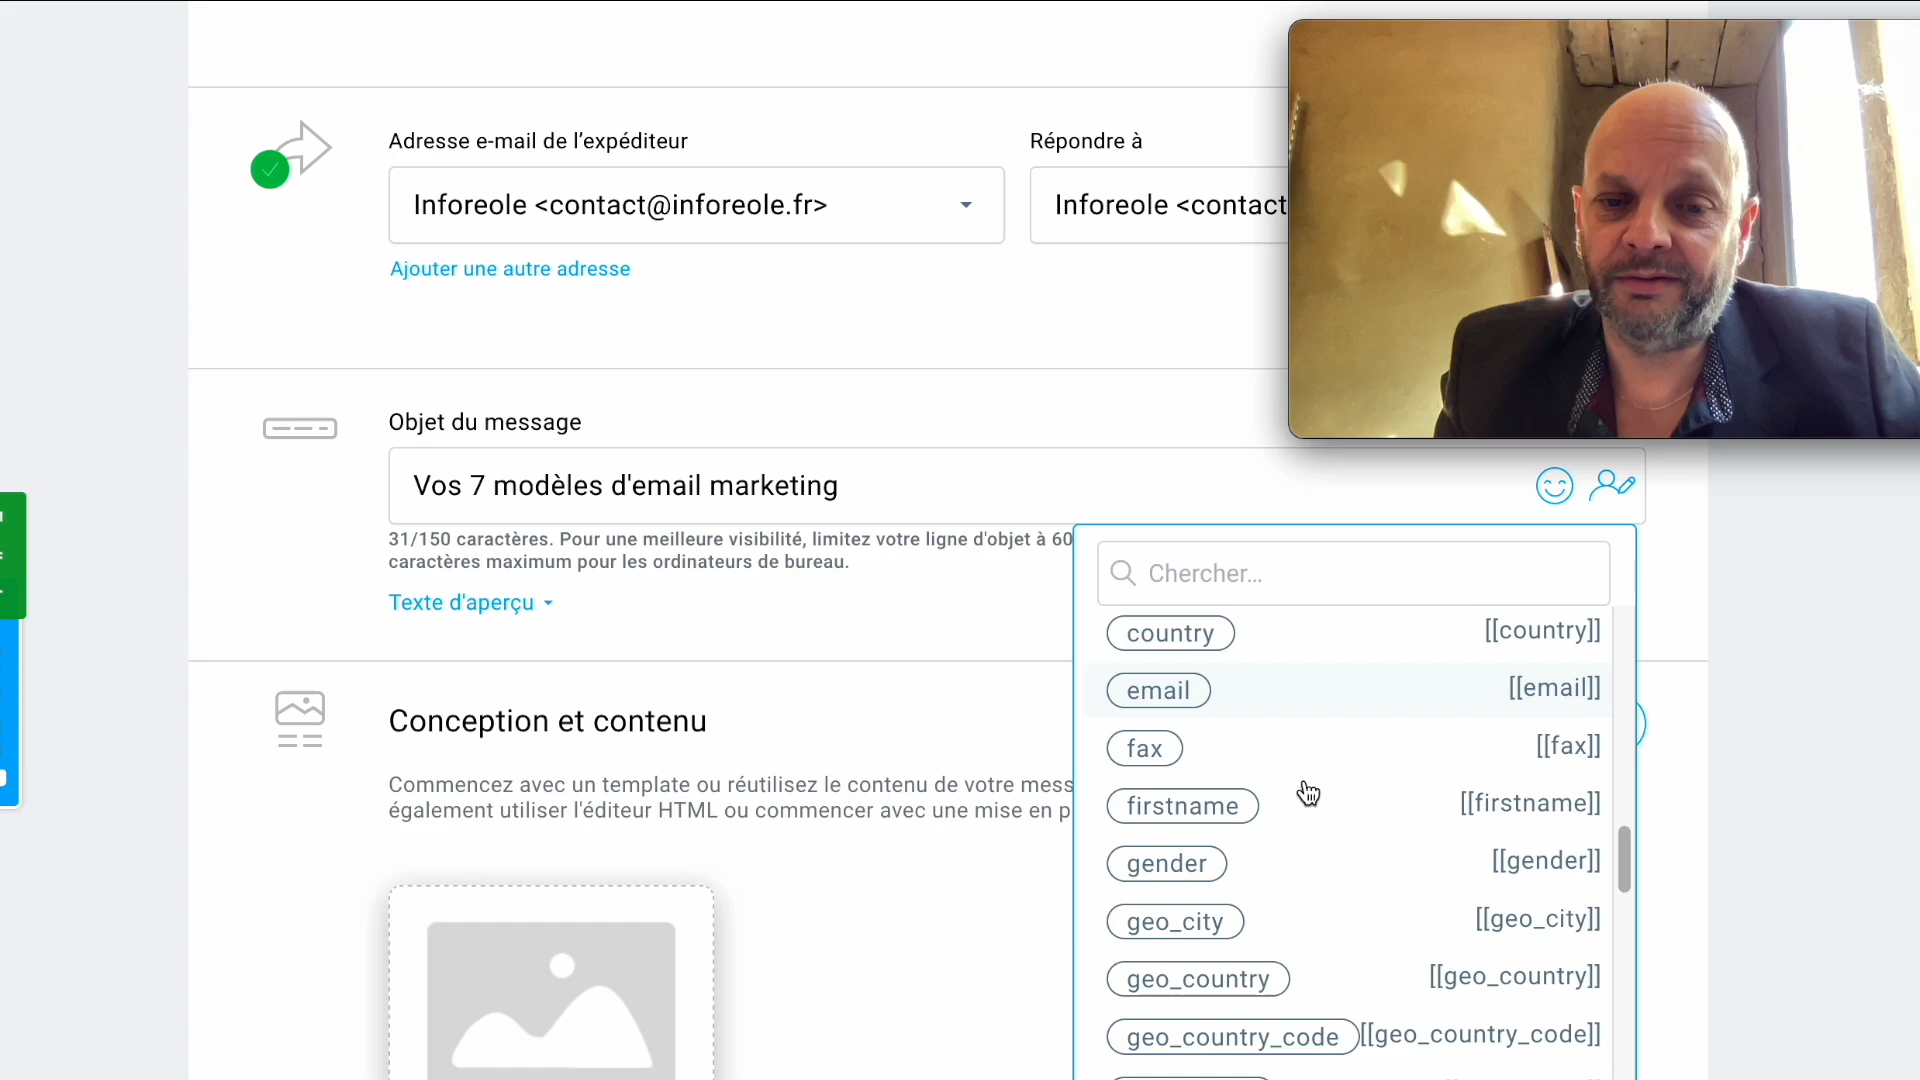 Adresse e-mail de l’expéditeur
Répondre à
Inforeole <contact@inforeole.fr>
Inforeole <contact
Ajouter une autre adresse
Objet du message
Vos 7 modèles d'email marketing
31/150 caractères. Pour une meilleure visibilité, limitez votre ligne d'objet à 60
caractères maximum pour les ordinateurs de bureau.
Texte d'aperçu
Chercher...
country [[country]]
email [[email]]
fax [[fax]]
firstname [[firstname]]
gender [[gender]]
geo_city [[geo_city]]
geo_country [[geo_country]]
geo_country_code [[geo_country_code]]
Conception et contenu
Commencez avec un template ou réutilisez le contenu de votre mess
également utiliser l'éditeur HTML ou commencer avec une mise en p